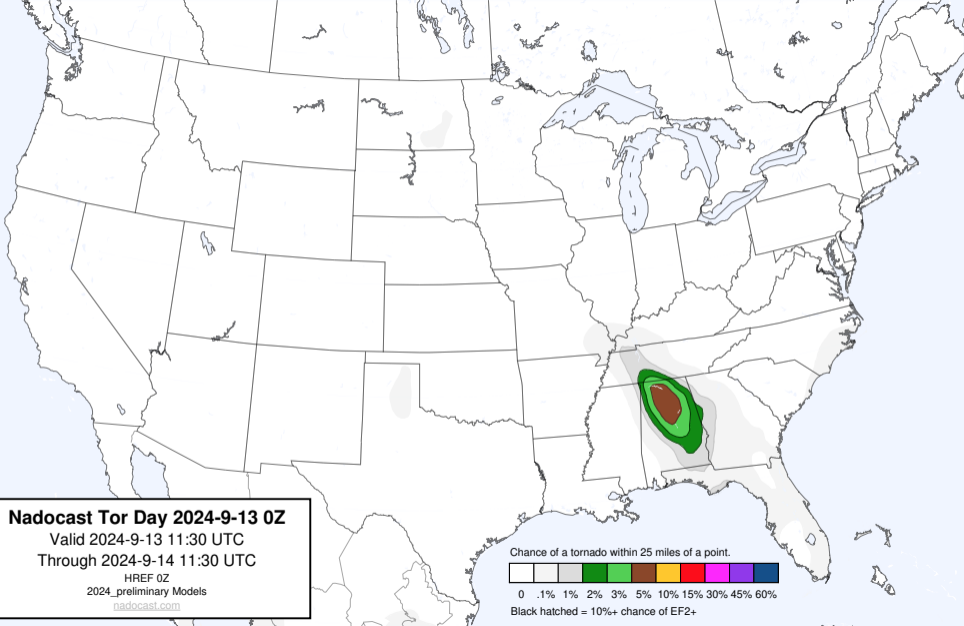 Nadocast Tor Day 2024-9-13 0Z
Valid 2024-9-13 11:30 UTC
Through 2024-9-14 11:30 UTC
HREF 0Z
2024_preliminary Models
nadocast.com
Chance of a tornado within 25 miles of a point.
0 .1% 1% 2% 3% 5% 10% 15% 30% 45% 60%
Black hatched = 10%+ chance of EF2+